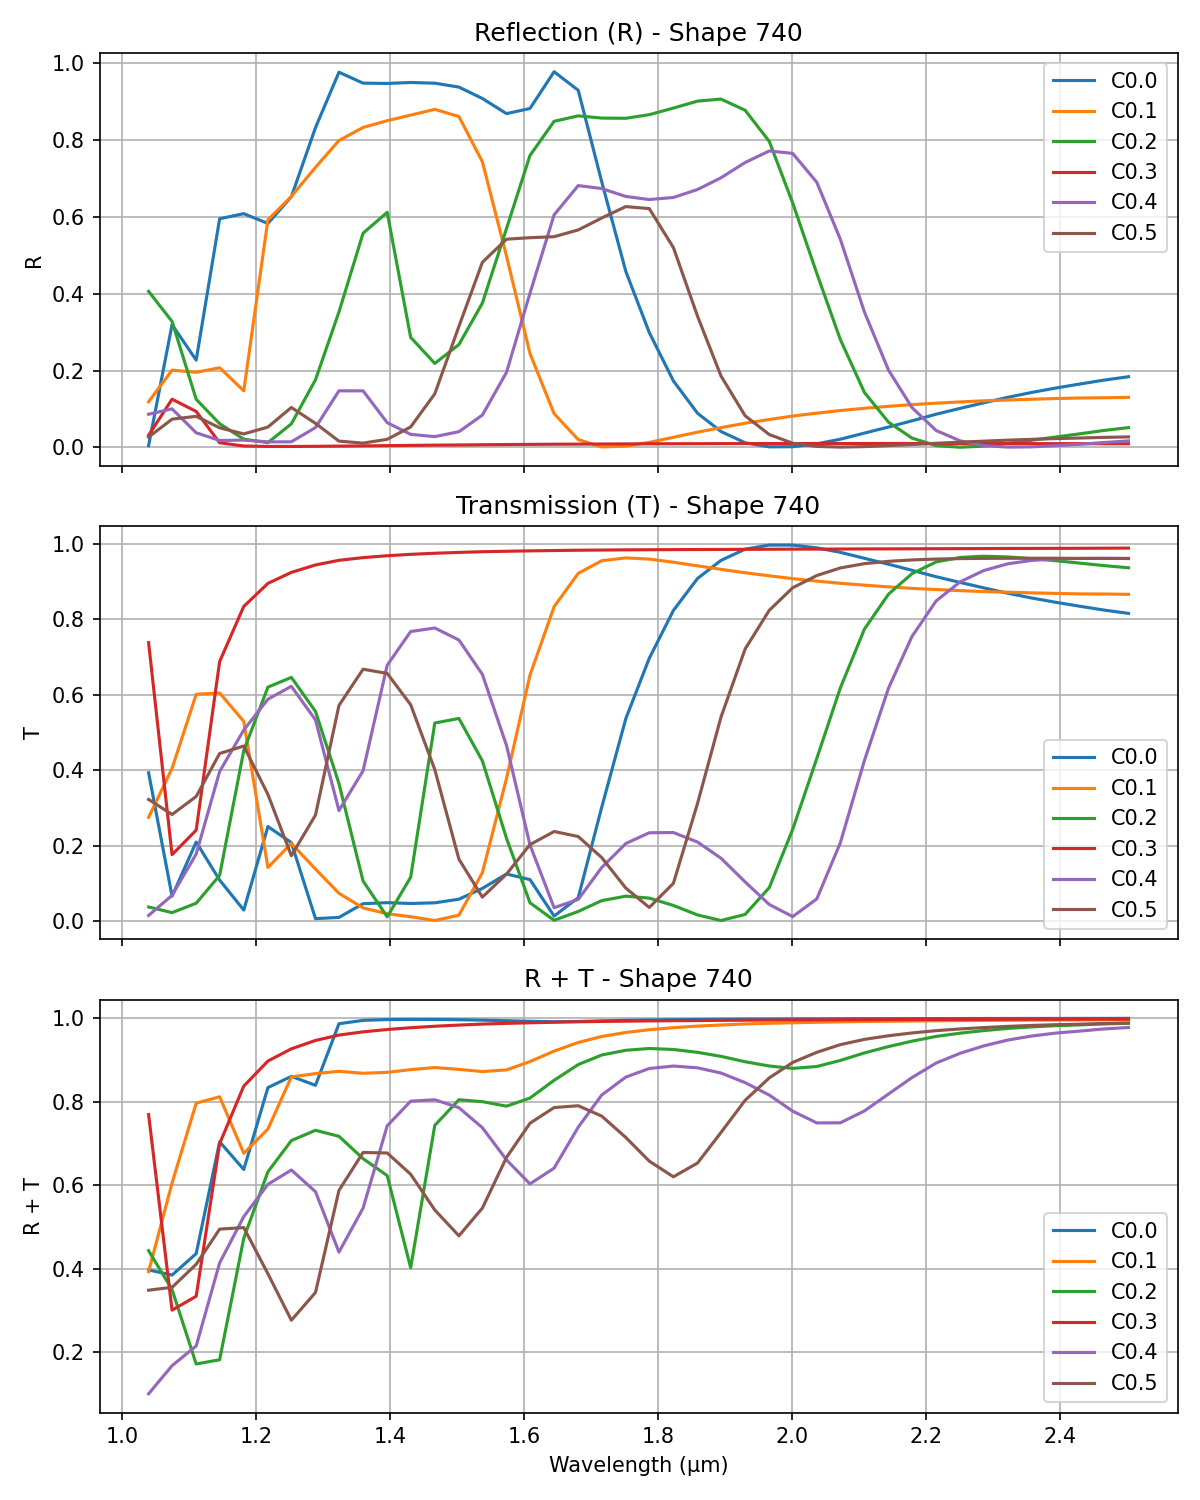 Reflection (R) - Shape 740
1.0
0.8
0.6
0.4
0.2
0.0
R
C0.0
C0.1
C0.2
C0.3
C0.4
C0.5
Transmission (T) - Shape 740
1.0
0.8
0.6
0.4
0.2
0.0
T
C0.0
C0.1
C0.2
C0.3
C0.4
C0.5
R + T - Shape 740
1.0
0.8
0.6
0.4
0.2
R + T
C0.0
C0.1
C0.2
C0.3
C0.4
C0.5
1.0 1.2 1.4 1.6 1.8 2.0 2.2 2.4
Wavelength (μm)